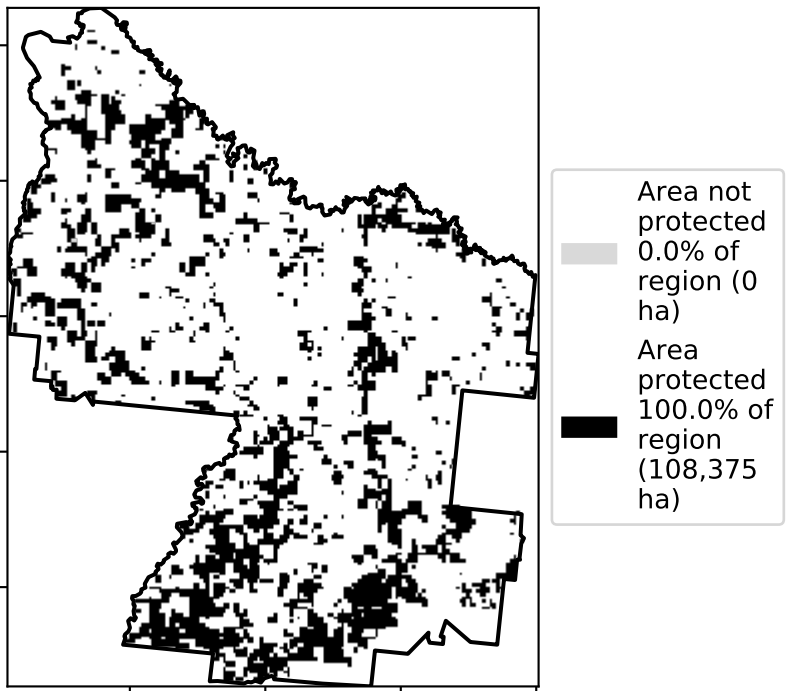 Area not
protected
0.0% of
region (0
ha)
Area
protected
100.0% of
region
(108,375
ha)